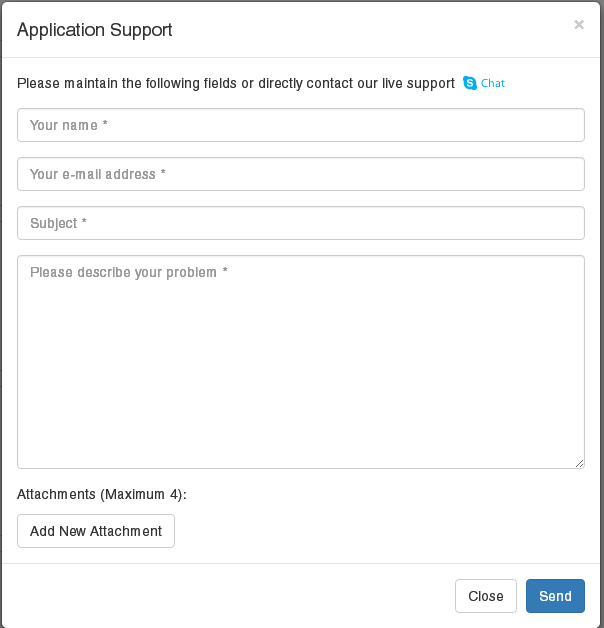 Application Support
×
Please maintain the following fields or directly contact our live support Chat
Your name *
Your e-mail address *
Subject *
Please describe your problem *
Attachments (Maximum 4):
Add New Attachment
Close Send